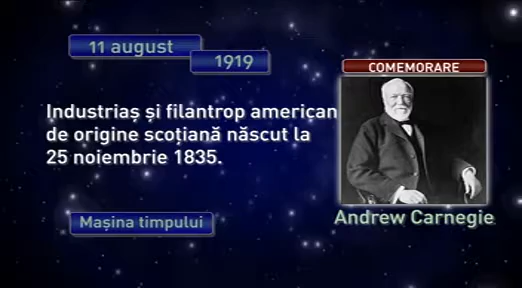 11 august
1919
COMEMORARE
Industriaș și filantrop american
de origine scoțiană născut la
25 noiembrie 1835.
Andrew Carnegie
Mașina timpului